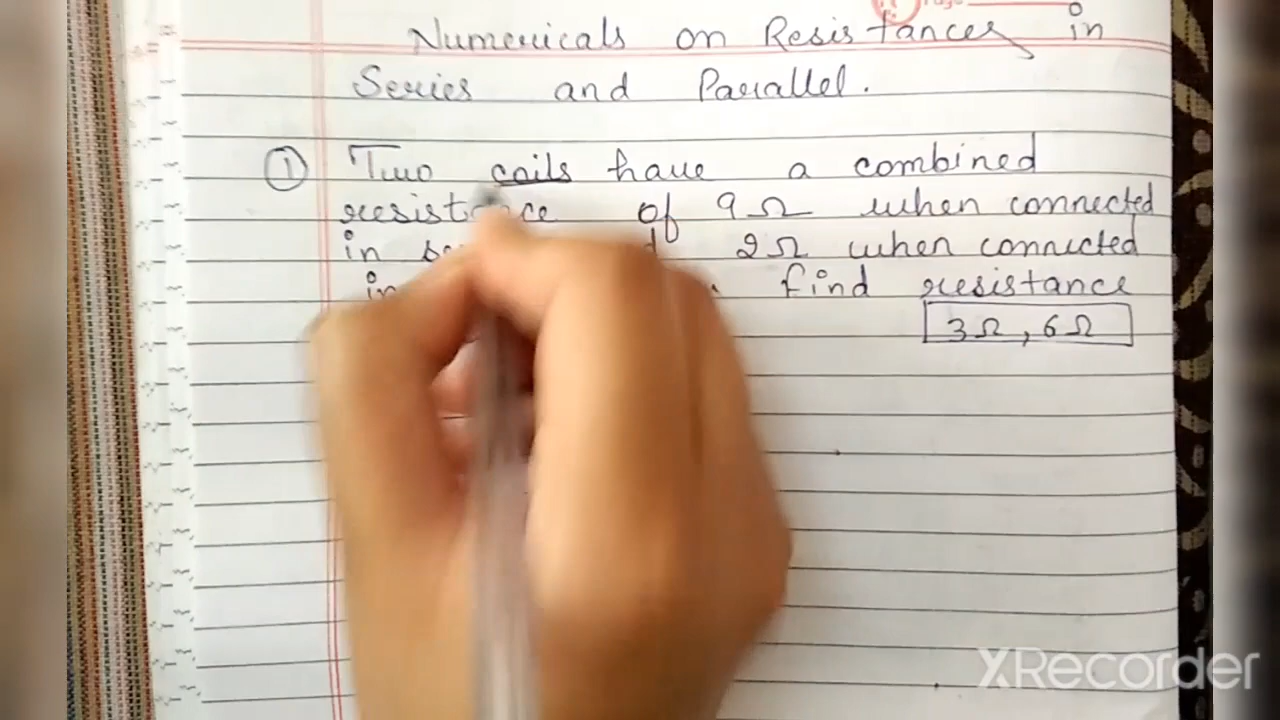 Numericals on Resistances in
Series and Parallel.
① Two coils have a combined
resistance of 9Ω when connected
in 2Ω when connected
in find resistance
3Ω, 6Ω
XRecorder